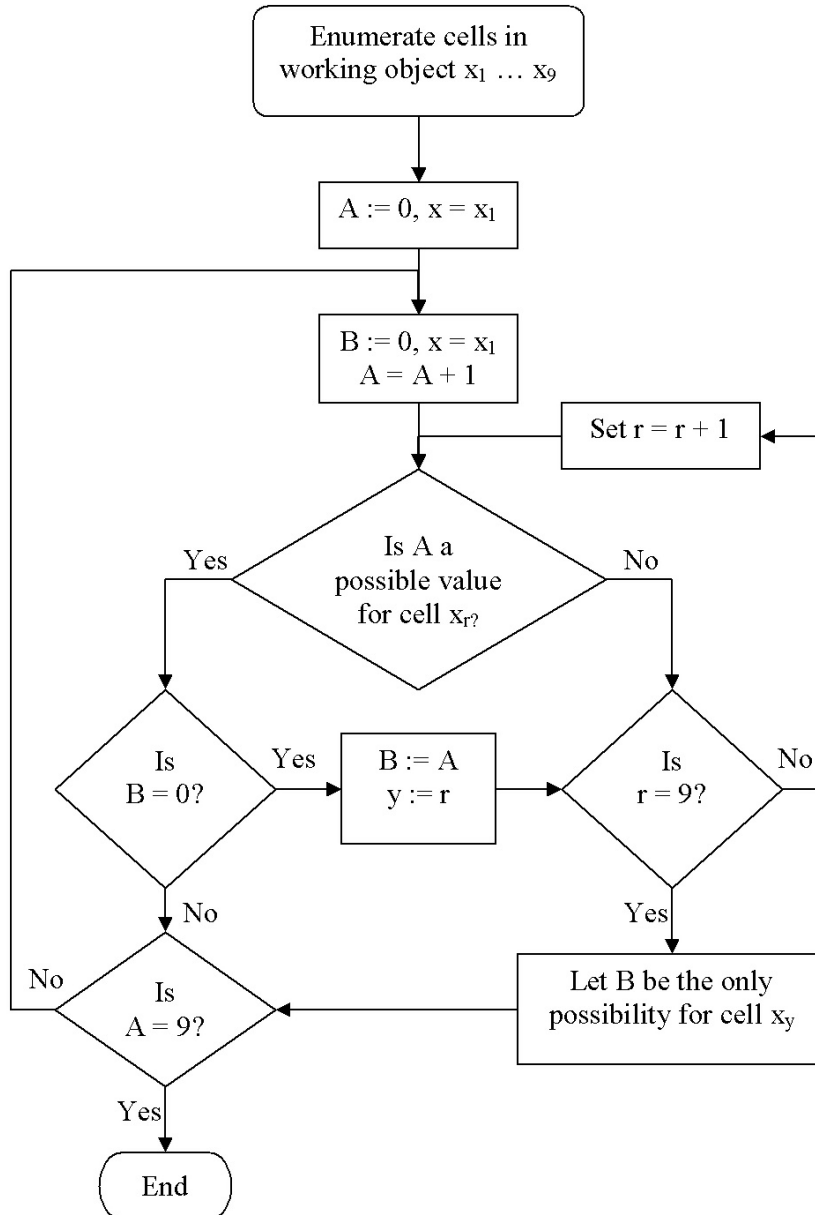 Enumerate cells in
working object x₁ … x₉
A := 0, x = x₁
B := 0, x = x₁
A = A + 1
Set r = r + 1
Yes
Is A a
possible value
for cell xᵣ?
No
Is
B = 0?
Yes
B := A
y := r
Is
r = 9?
No
No
Yes
No
Is
A = 9?
Let B be the only
possibility for cell x_y
Yes
End